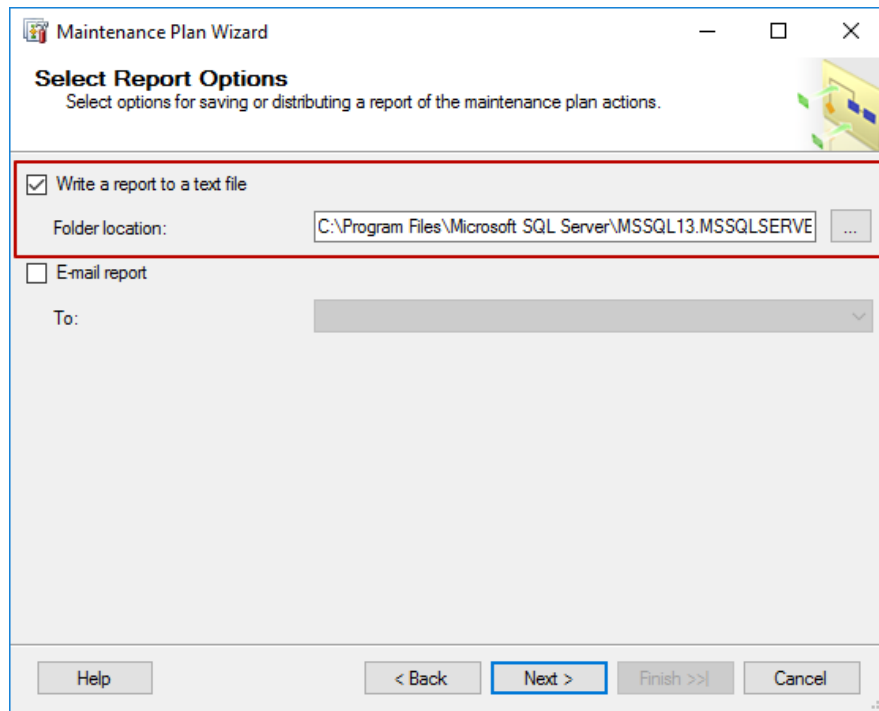 Maintenance Plan Wizard
Select Report Options
Select options for saving or distributing a report of the maintenance plan actions.
Write a report to a text file
Folder location: C:\Program Files\Microsoft SQL Server\MSSQL13.MSSQLSERVE ...
E-mail report
To:
Help < Back Next > Finish >>| Cancel